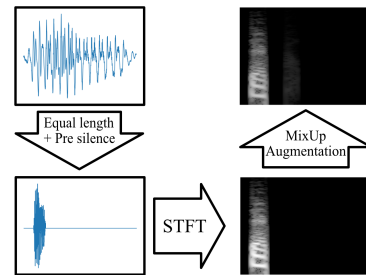 Equal length
+ Pre silence
STFT
MixUp
Augmentation